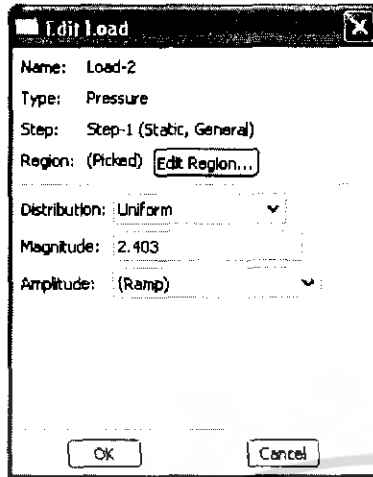 Edit Load
Name: Load-2
Type: Pressure
Step: Step-1 (Static, General)
Region: (Picked) Edit Region...
Distribution: Uniform
Magnitude: 2.403
Amplitude: (Ramp)
OK Cancel